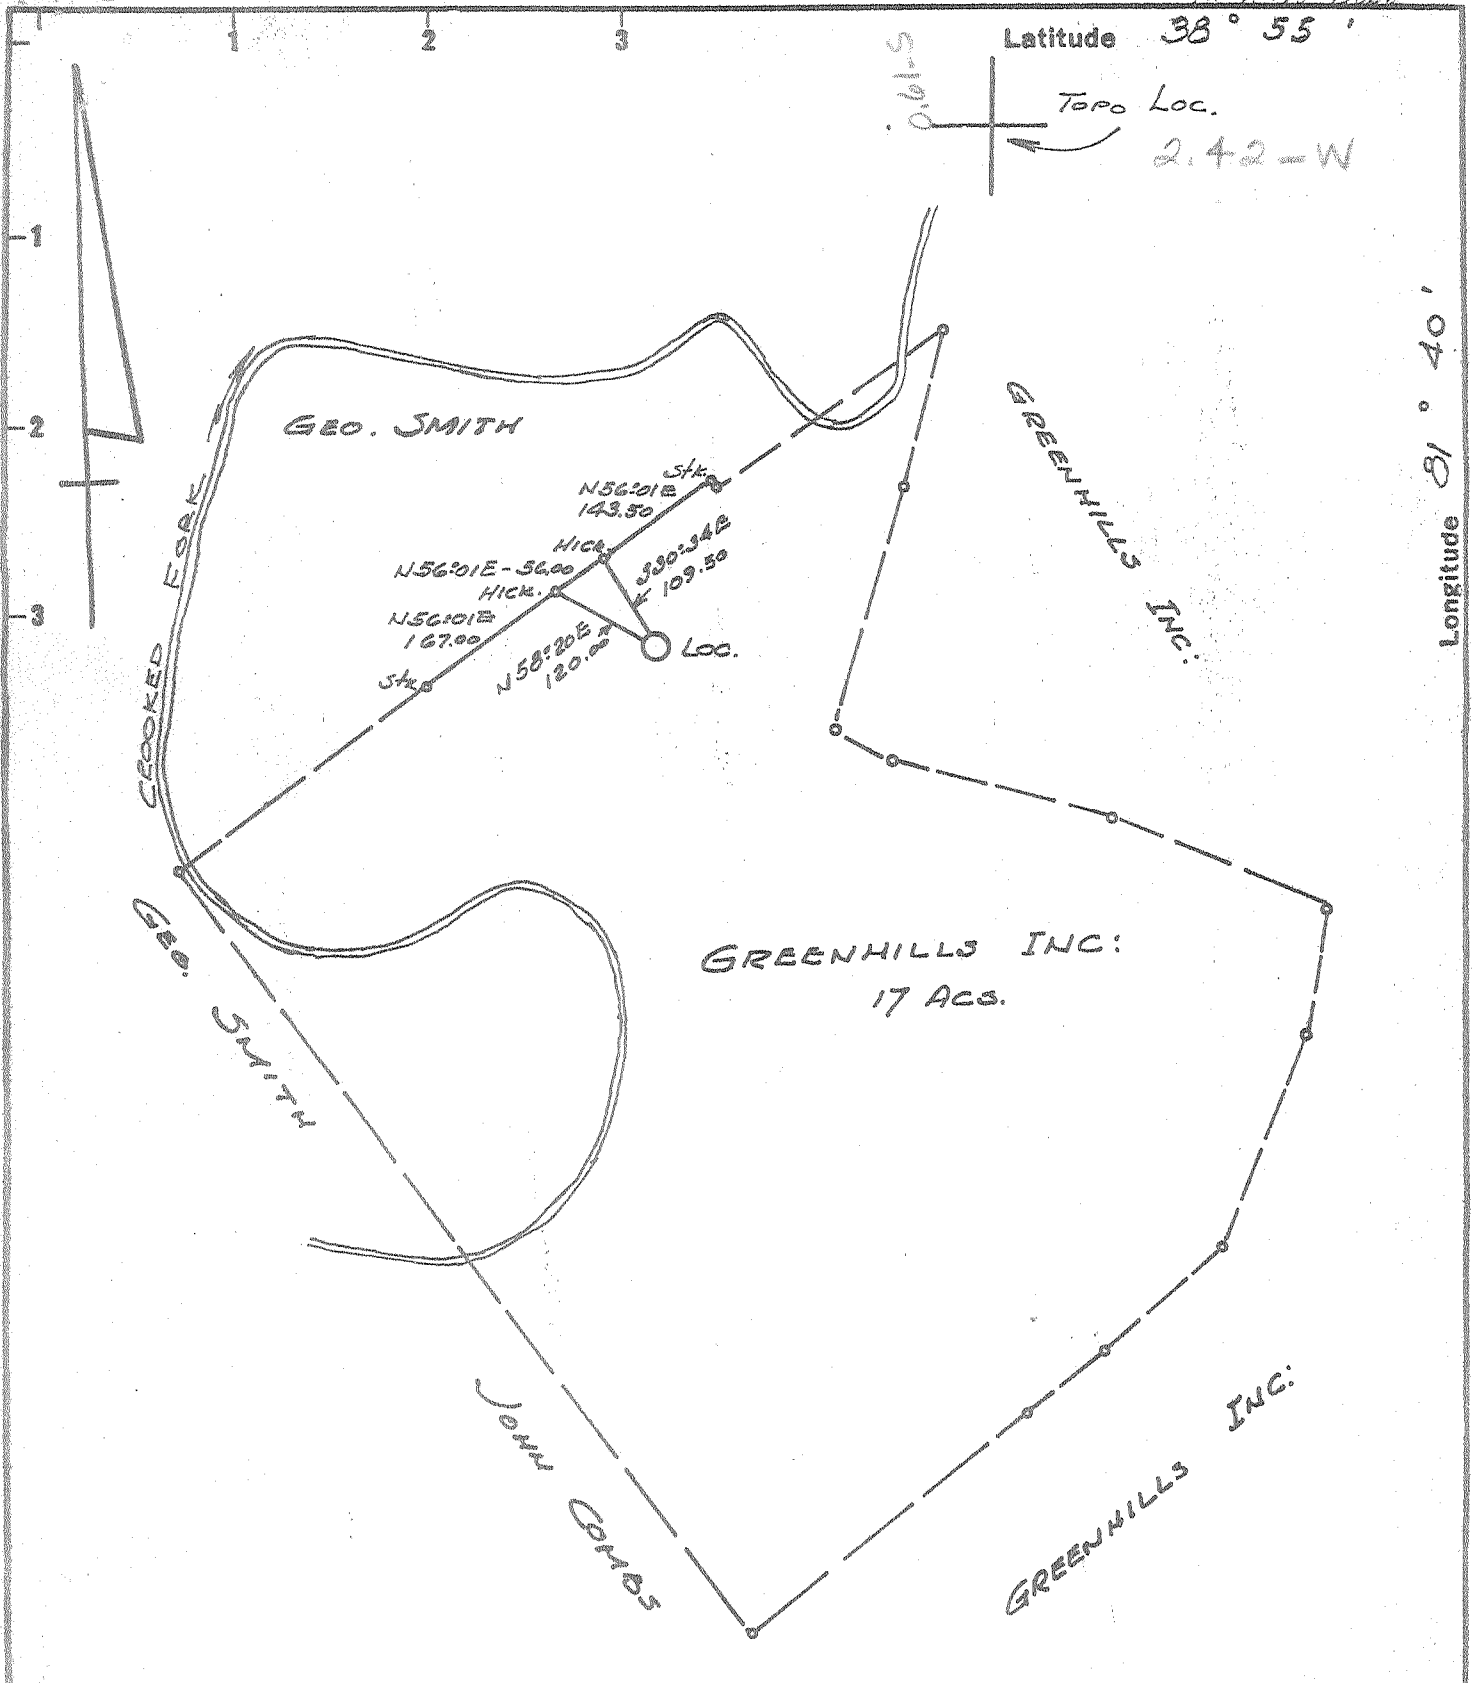 1 2 3
Latitude 38° 55'
0.61-S
Topo Loc.
2.42-W
1
2
3
Longitude 81° 40'
GEO. SMITH
CROOKED FORK
Stk.
N56:01E
143.50
HICK.
N56:01E-56.00
HICK.
N56:01E
167.00
Stk.
S30:34E
109.50
N58:20E
120.00
LOC.
GREENHILLS INC:
GEO. SMITH
GREENHILLS INC:
17 ACS.
JOHN COMBS
GREENHILLS INC: